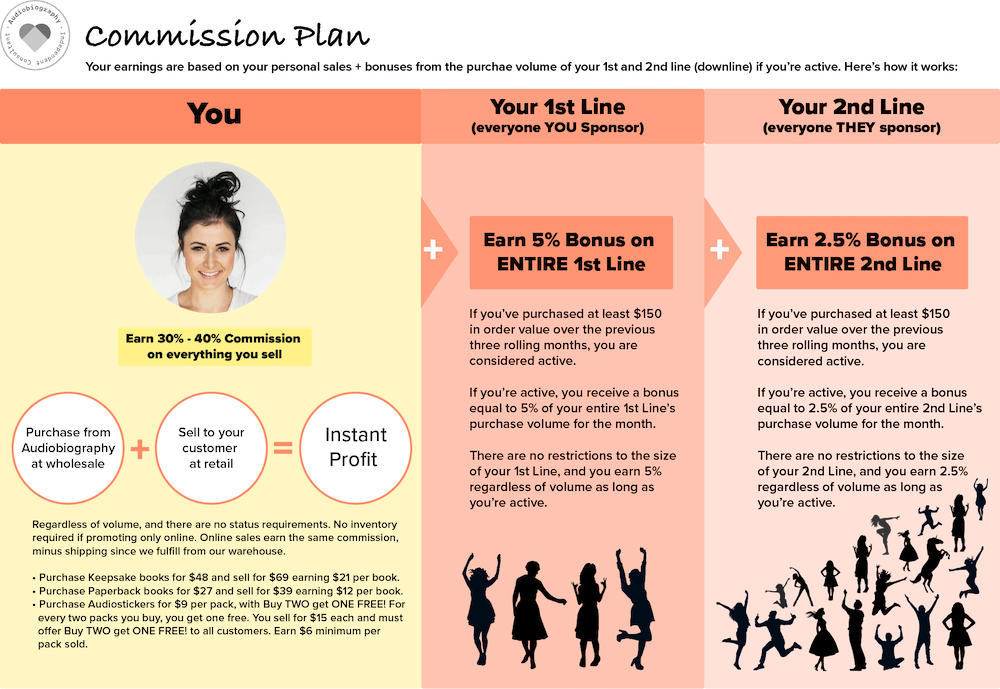 · Audiobiography · Independent Consultant
Commission Plan
Your earnings are based on your personal sales + bonuses from the purchae volume of your 1st and 2nd line (downline) if you're active. Here's how it works:
You
Earn 30% - 40% Commission
on everything you sell
Purchase from
Audiobiography
at wholesale
+
Sell to your
customer
at retail
=
Instant
Profit
Regardless of volume, and there are no status requirements. No inventory
required if promoting only online. Online sales earn the same commission,
minus shipping since we fulfill from our warehouse.
• Purchase Keepsake books for $48 and sell for $69 earning $21 per book.
• Purchase Paperback books for $27 and sell for $39 earning $12 per book.
• Purchase Audiostickers for $9 per pack, with Buy TWO get ONE FREE! For
every two packs you buy, you get one free. You sell for $15 each and must
offer Buy TWO get ONE FREE! to all customers. Earn $6 minimum per
pack sold.
+
Your 1st Line
(everyone YOU Sponsor)
Earn 5% Bonus on
ENTIRE 1st Line
If you've purchased at least $150
in order value over the previous
three rolling months, you are
considered active.
If you're active, you receive a bonus
equal to 5% of your entire 1st Line's
purchase volume for the month.
There are no restrictions to the size
of your 1st Line, and you earn 5%
regardless of volume as long as
you're active.
+
Your 2nd Line
(everyone THEY sponsor)
Earn 2.5% Bonus on
ENTIRE 2nd Line
If you've purchased at least $150
in order value over the previous
three rolling months, you are
considered active.
If you're active, you receive a bonus
equal to 2.5% of your entire 2nd Line's
purchase volume for the month.
There are no restrictions to the size
of your 2nd Line, and you earn 2.5%
regardless of volume as long as
you're active.